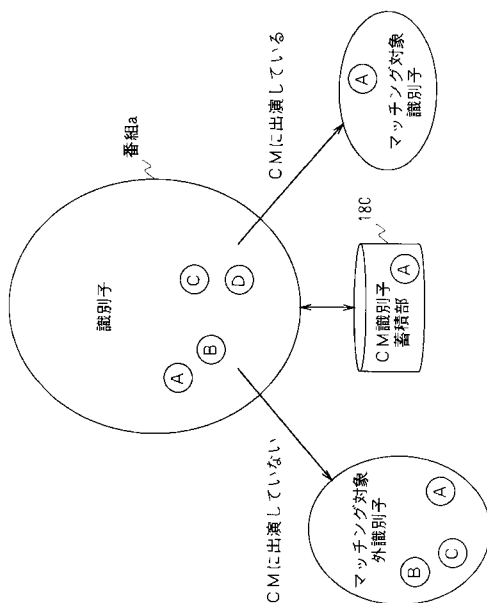 番組a
識別子
A
B
C
D
CMに出演していない
CMに出演している
マッチング対象
外識別子
B
C
A
18C
CM識別子
蓄積部
A
マッチング対象
識別子
A